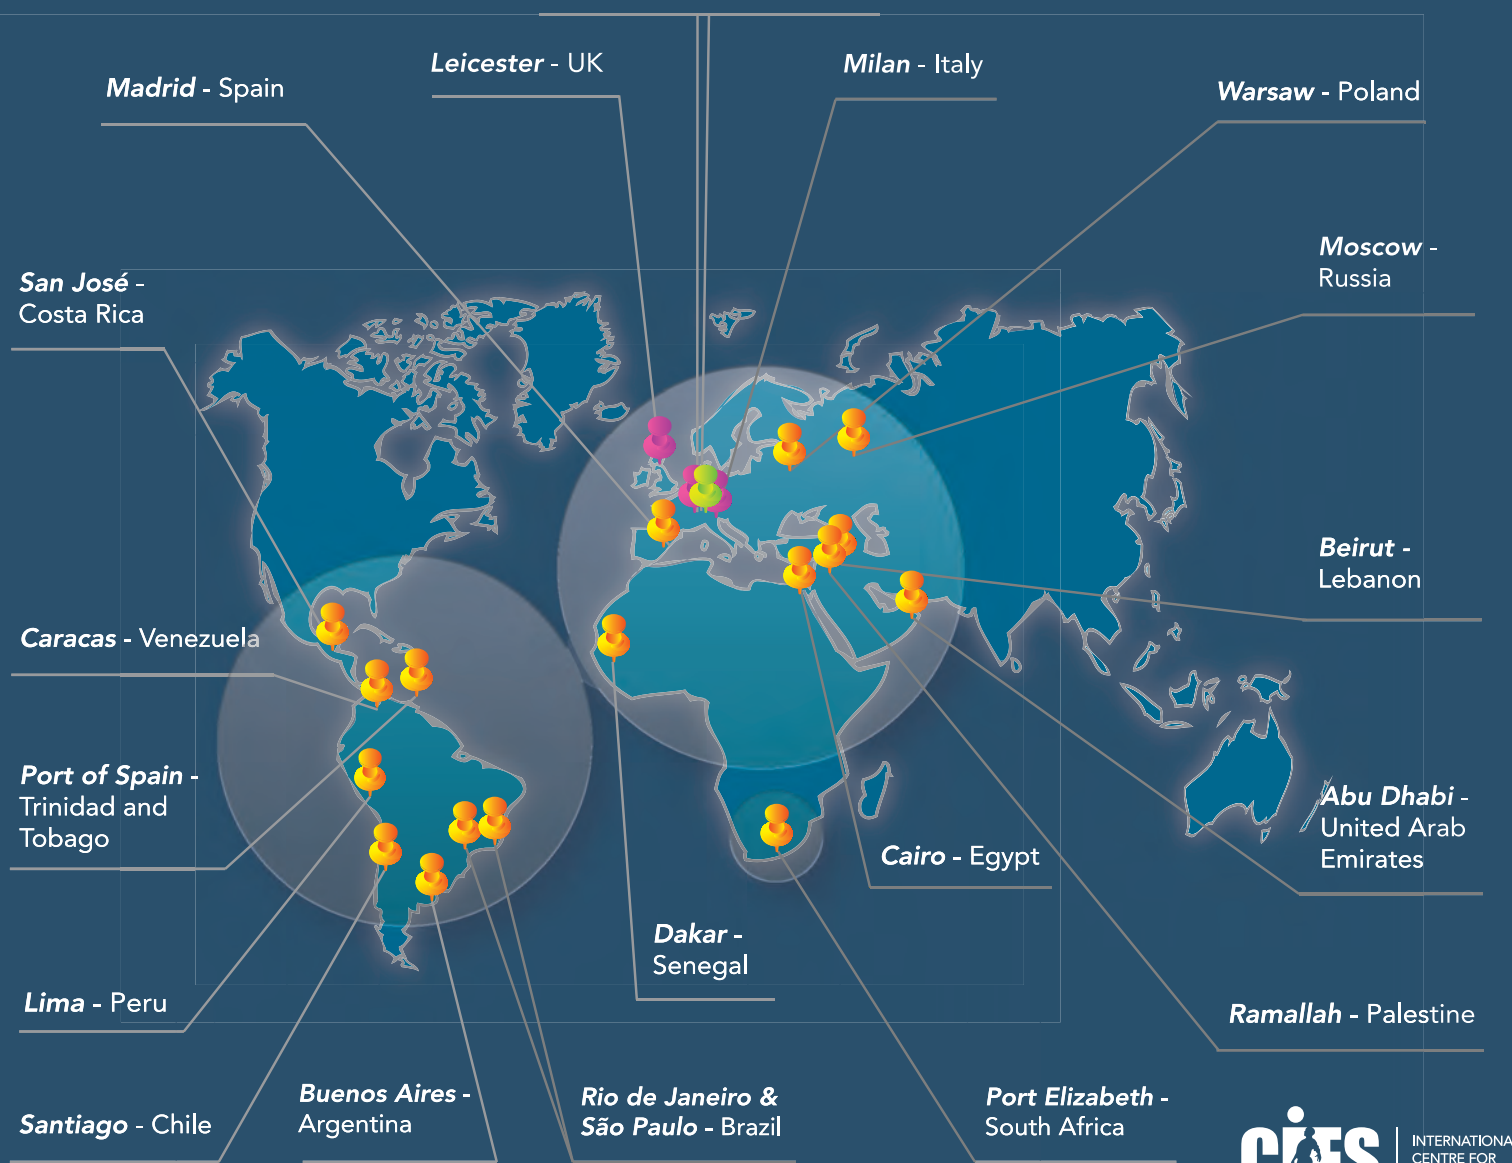 Leicester - UK
Milan - Italy
Madrid - Spain
Warsaw - Poland
Moscow -
Russia
San José -
Costa Rica
Beirut -
Lebanon
Caracas - Venezuela
Port of Spain -
Trinidad and
Tobago
Abu Dhabi -
United Arab
Emirates
Cairo - Egypt
Dakar -
Senegal
Lima - Peru
Ramallah - Palestine
Buenos Aires -
Argentina
Rio de Janeiro &
São Paulo - Brazil
Port Elizabeth -
South Africa
Santiago - Chile
CIES
INTERNATIONA
CENTRE FOR